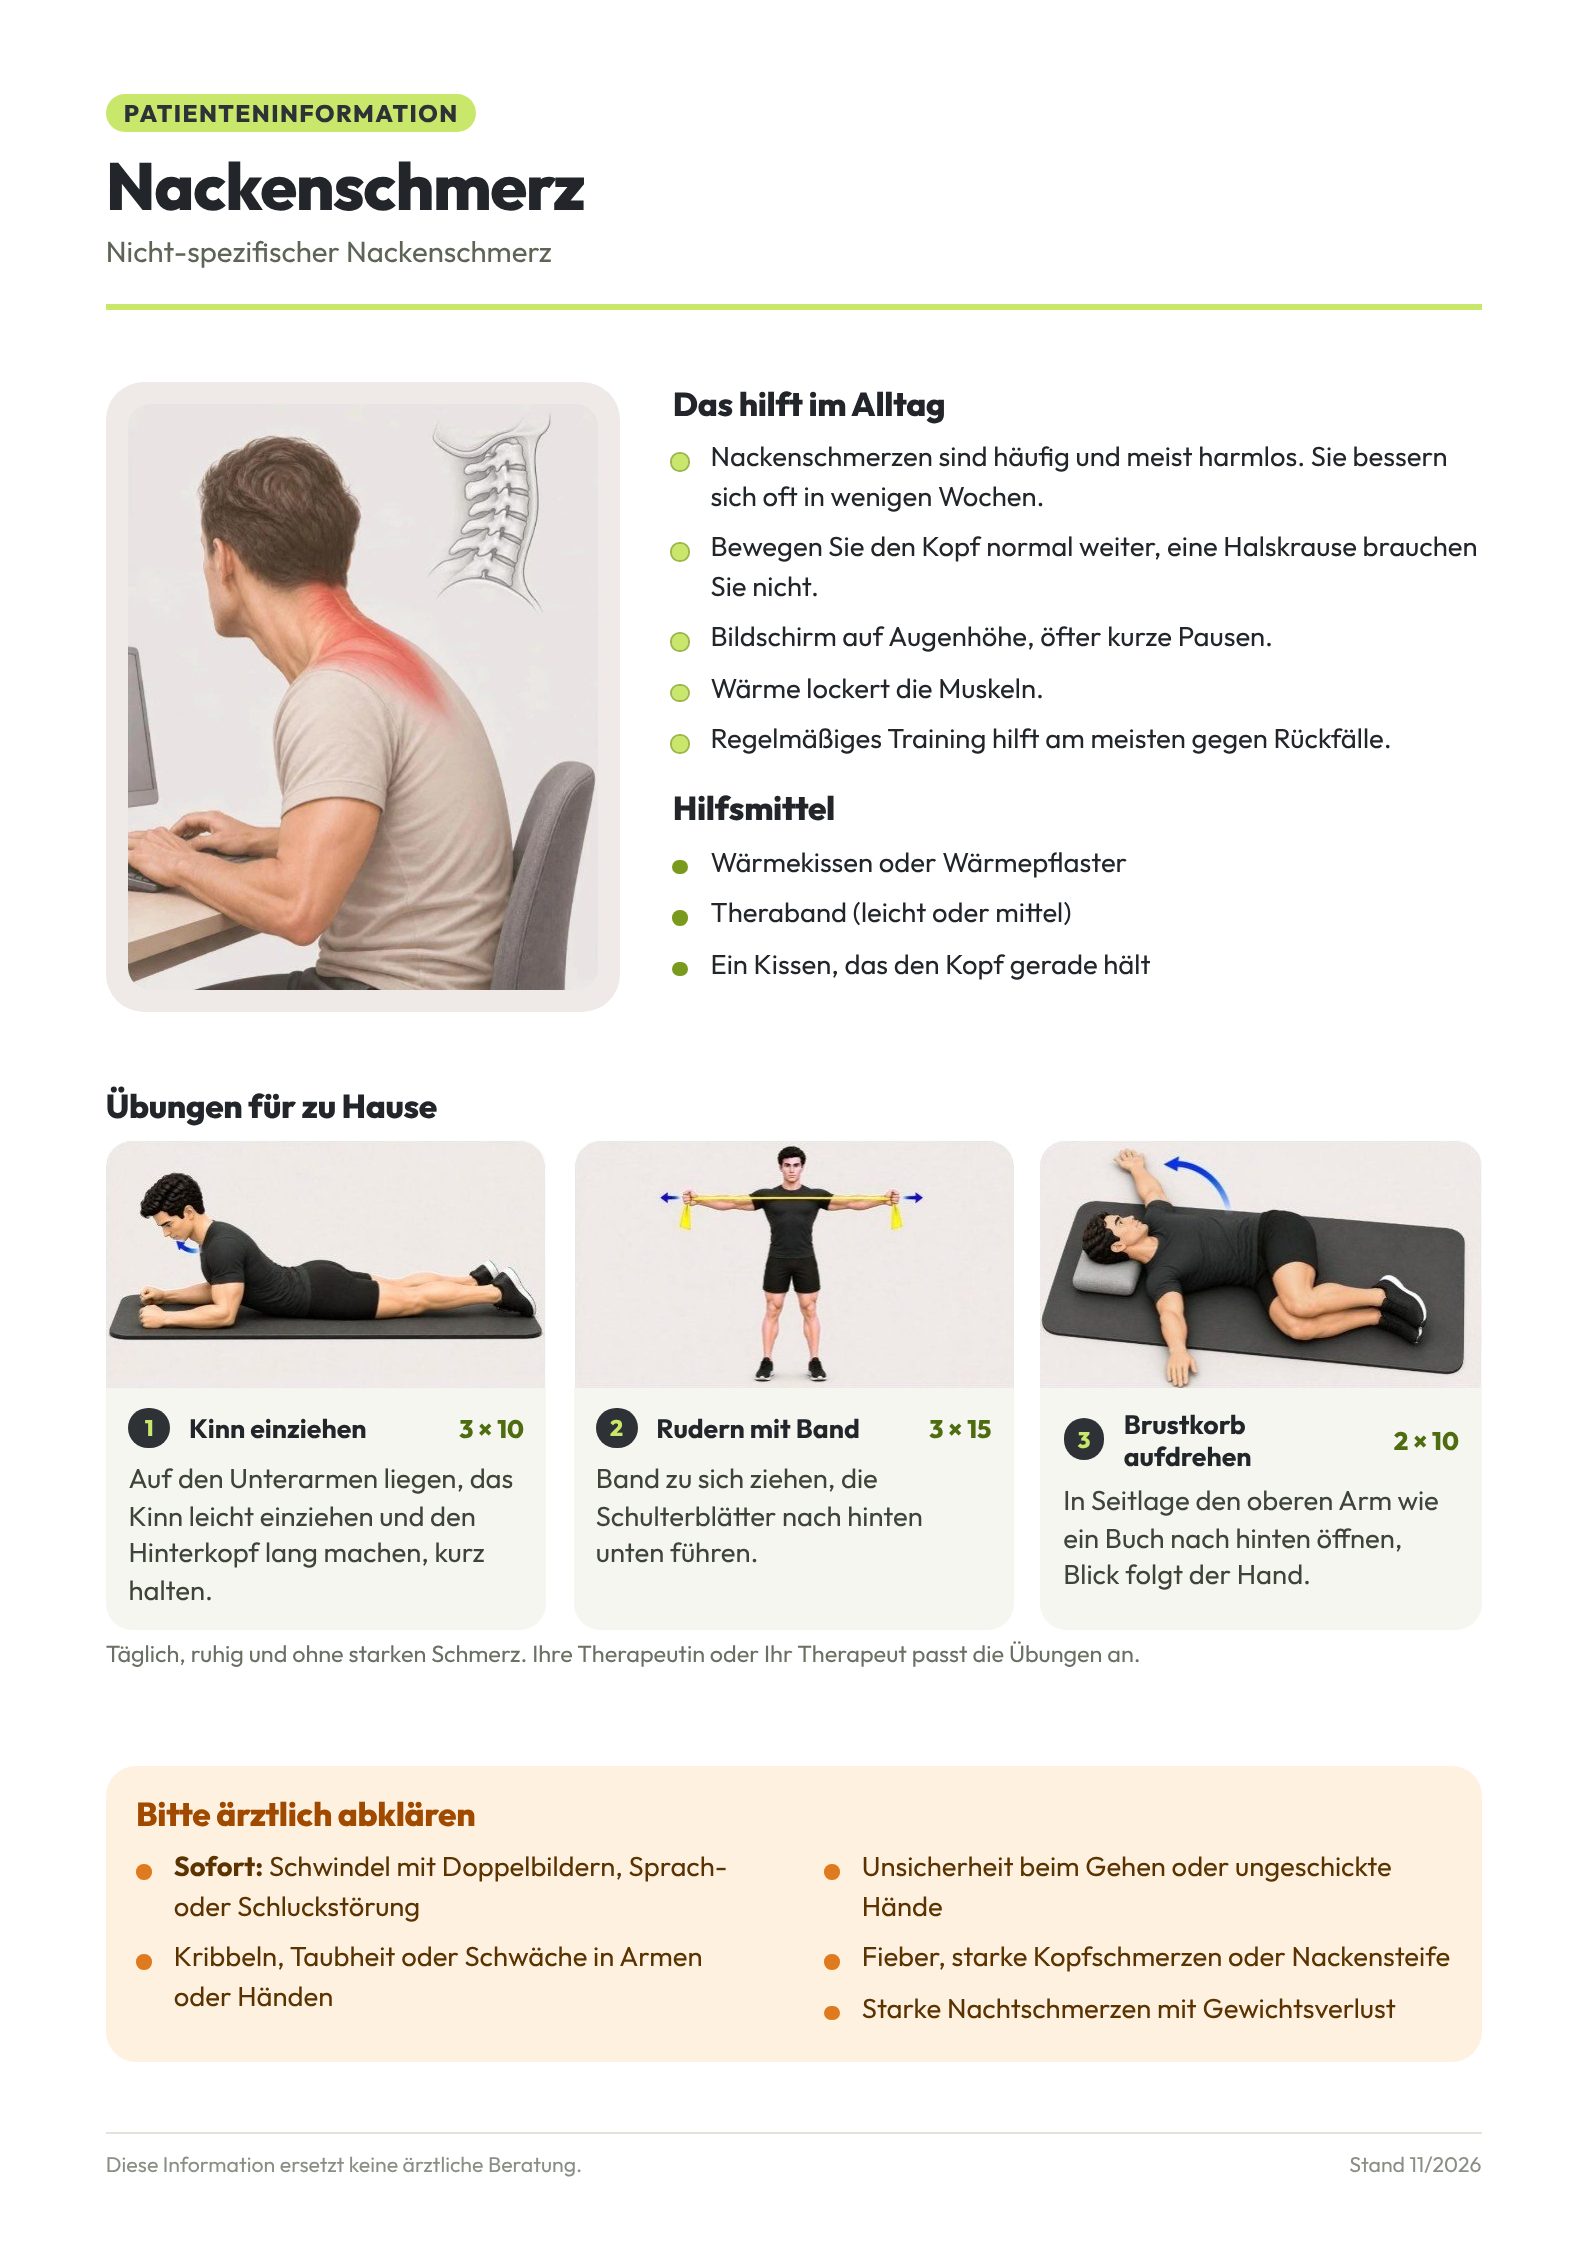 PATIENTENINFORMATION
Nackenschmerz
Nicht-spezifischer Nackenschmerz
Das hilft im Alltag
Nackenschmerzen sind häufig und meist harmlos. Sie bessern
sich oft in wenigen Wochen.
Bewegen Sie den Kopf normal weiter, eine Halskrause brauchen
Sie nicht.
Bildschirm auf Augenhöhe, öfter kurze Pausen.
Wärme lockert die Muskeln.
Regelmäßiges Training hilft am meisten gegen Rückfälle.
Hilfsmittel
Wärmekissen oder Wärmepflaster
Theraband (leicht oder mittel)
Ein Kissen, das den Kopf gerade hält
Übungen für zu Hause
1 Kinn einziehen 3 × 10
Auf den Unterarmen liegen, das
Kinn leicht einziehen und den
Hinterkopf lang machen, kurz
halten.
2 Rudern mit Band 3 × 15
Band zu sich ziehen, die
Schulterblätter nach hinten
unten führen.
3 Brustkorb
aufdrehen 2 × 10
In Seitlage den oberen Arm wie
ein Buch nach hinten öffnen,
Blick folgt der Hand.
Täglich, ruhig und ohne starken Schmerz. Ihre Therapeutin oder Ihr Therapeut passt die Übungen an.
Bitte ärztlich abklären
Sofort: Schwindel mit Doppelbildern, Sprach-
oder Schluckstörung
Kribbeln, Taubheit oder Schwäche in Armen
oder Händen
Unsicherheit beim Gehen oder ungeschickte
Hände
Fieber, starke Kopfschmerzen oder Nackensteife
Starke Nachtschmerzen mit Gewichtsverlust
Diese Information ersetzt keine ärztliche Beratung.
Stand 11/2026